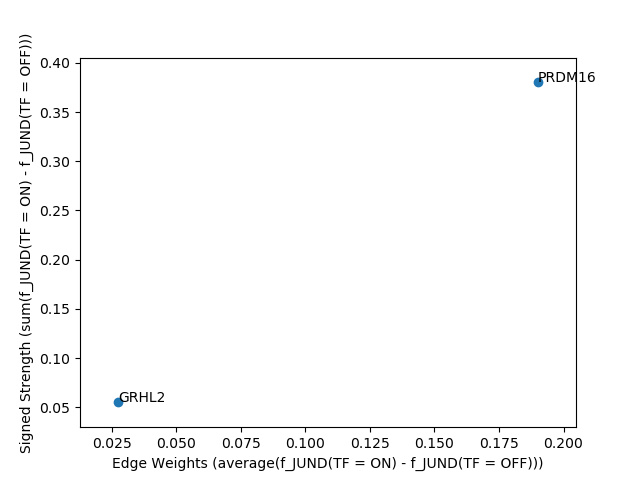 Signed Strength (sum(f_JUND(TF = ON) - f_JUND(TF = OFF)))
0.40
0.35
0.30
0.25
0.20
0.15
0.10
0.05
PRDM16
GRHL2
0.025 0.050 0.075 0.100 0.125 0.150 0.175 0.200
Edge Weights (average(f_JUND(TF = ON) - f_JUND(TF = OFF)))